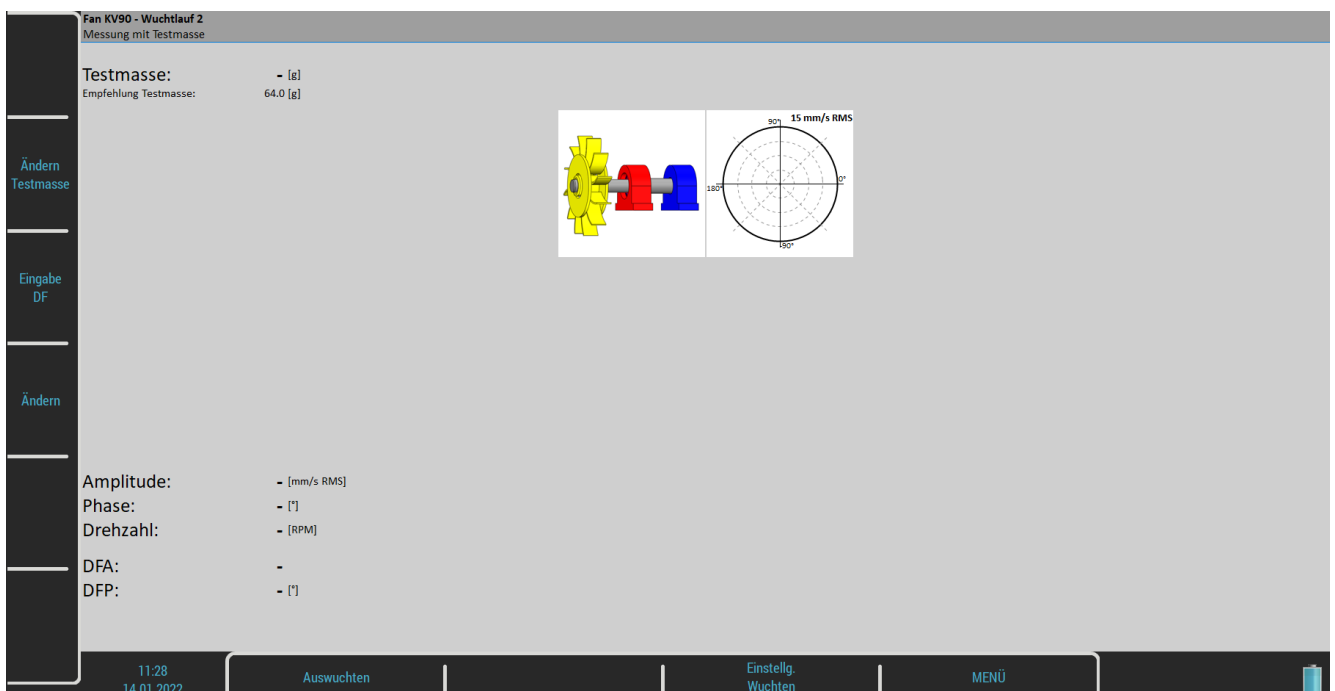 Fan KV90 - Wuchtlauf 2
Messung mit Testmasse
Testmasse: - [g]
Empfehlung Testmasse: 64.0 [g]
15 mm/s RMS
90°
180°
0°
-90°
Ändern
Testmasse
Eingabe
DF
Ändern
Amplitude: - [mm/s RMS]
Phase: - [°]
Drehzahl: - [RPM]
DFA: -
DFP: - [°]
11:28
14.01.2022
Auswuchten
Einstellg.
Wuchten
MENÜ